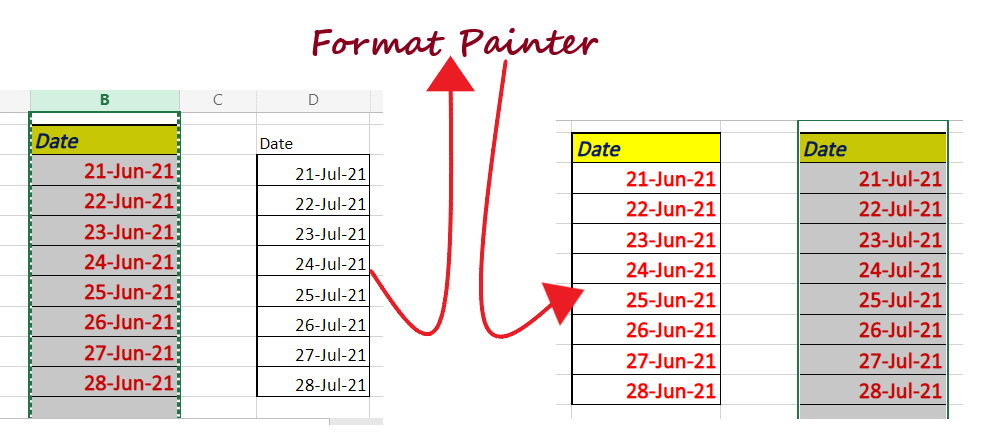 Format Painter
B C D
Date Date
21-Jun-21 21-Jul-21
22-Jun-21 22-Jul-21
23-Jun-21 23-Jul-21
24-Jun-21 24-Jul-21
25-Jun-21 25-Jul-21
26-Jun-21 26-Jul-21
27-Jun-21 27-Jul-21
28-Jun-21 28-Jul-21
Date Date
21-Jun-21 21-Jul-21
22-Jun-21 22-Jul-21
23-Jun-21 23-Jul-21
24-Jun-21 24-Jul-21
25-Jun-21 25-Jul-21
26-Jun-21 26-Jul-21
27-Jun-21 27-Jul-21
28-Jun-21 28-Jul-21